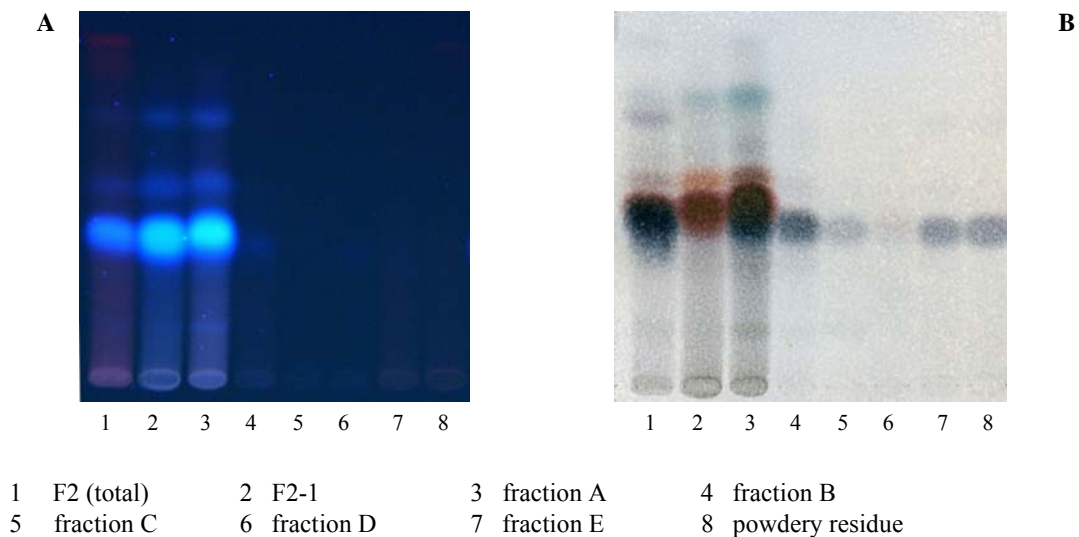 A B
1 2 3 4 5 6 7 8 1 2 3 4 5 6 7 8
1 F2 (total) 2 F2-1 3 fraction A 4 fraction B
5 fraction C 6 fraction D 7 fraction E 8 powdery residue